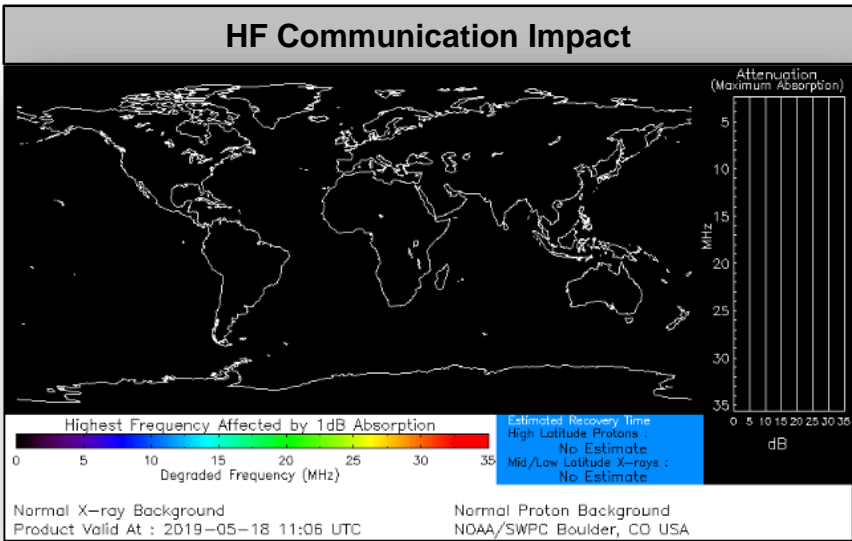 HF Communication Impact
Attenuation
(Maximum Absorption)
5
10
15
20
25
30
35
MHz
0 5 10 15 20 25 30 35
dB
Highest Frequency Affected by 1dB Absorption
0 5 10 15 20 25 30 35
Degraded Frequency (MHz)
Estimated Recovery Time
High Latitude Protons :
No Estimate
Mid/Low Latitude X-rays :
No Estimate
Normal X-ray Background
Normal Proton Background
Product Valid At : 2019-05-18 11:06 UTC
NOAA/SWPC Boulder, CO USA